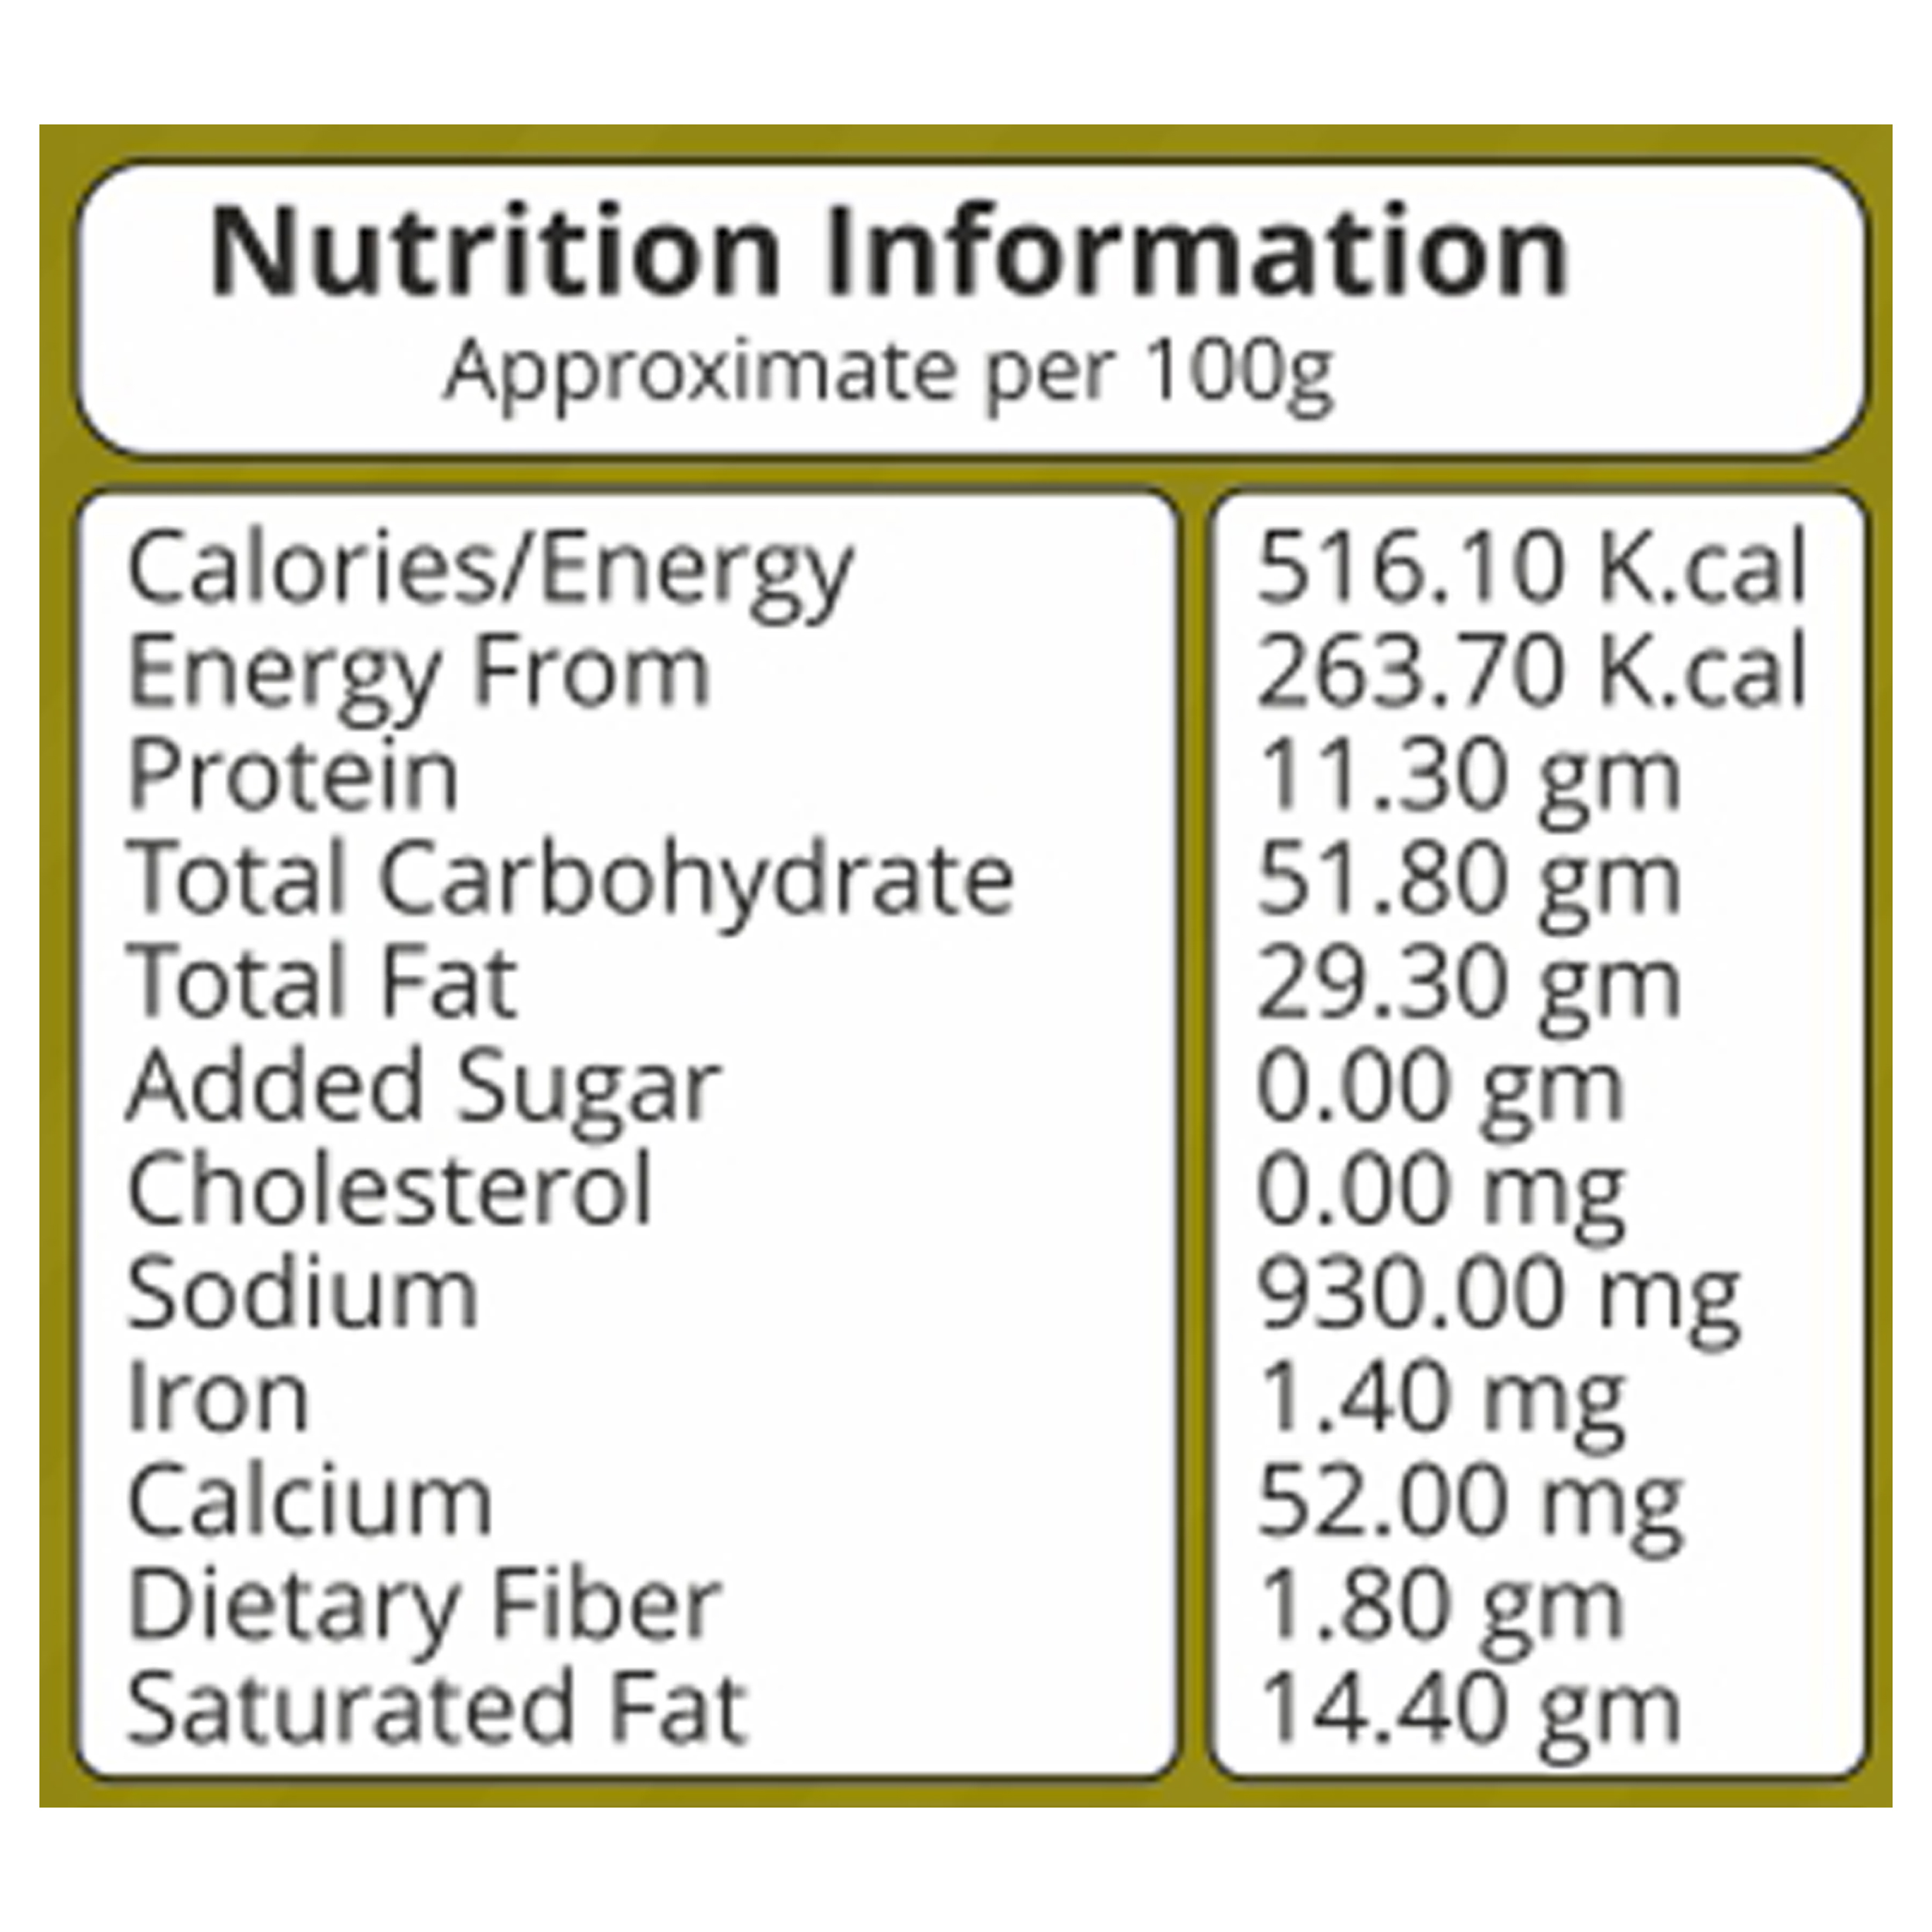 Nutrition Information
Approximate per 100g
Calories/Energy 516.10 K.cal
Energy From 263.70 K.cal
Protein 11.30 gm
Total Carbohydrate 51.80 gm
Total Fat 29.30 gm
Added Sugar 0.00 gm
Cholesterol 0.00 mg
Sodium 930.00 mg
Iron 1.40 mg
Calcium 52.00 mg
Dietary Fiber 1.80 gm
Saturated Fat 14.40 gm